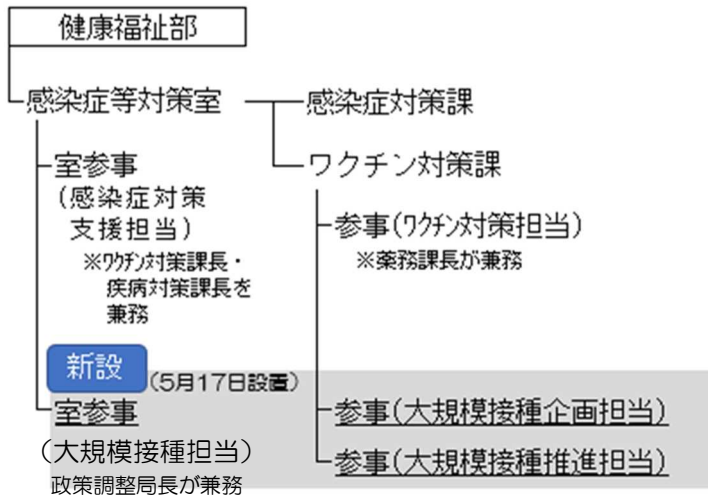 健康福祉部
感染症等対策室
感染症対策課
室参事
(感染症対策
支援担当)
※ワクチン対策課長・
疾病対策課長を
兼務
ワクチン対策課
参事(ワクチン対策担当)
※薬務課長が兼務
新設
(5月17日設置)
室参事
(大規模接種担当)
政策調整局長が兼務
参事(大規模接種企画担当)
参事(大規模接種推進担当)